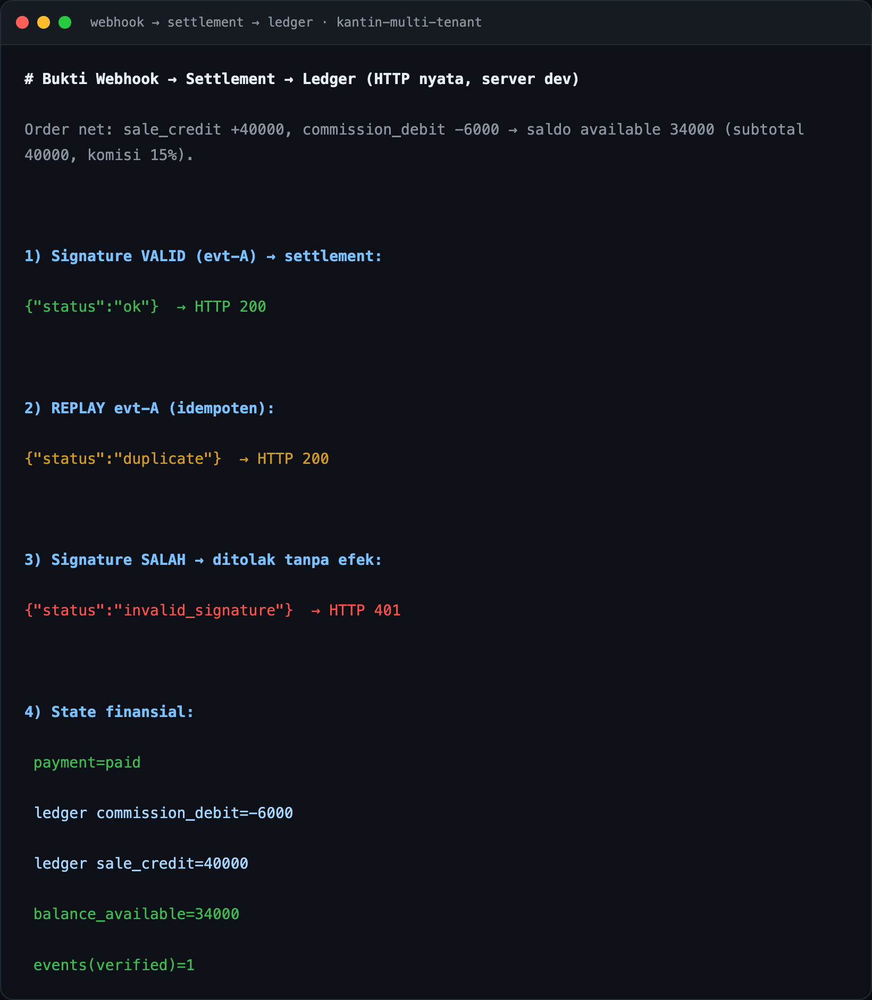 webhook → settlement → ledger · kantin-multi-tenant
# Bukti Webhook → Settlement → Ledger (HTTP nyata, server dev)
Order net: sale_credit +40000, commission_debit -6000 → saldo available 34000 (subtotal
40000, komisi 15%).
1) Signature VALID (evt-A) → settlement:
{"status":"ok"}  → HTTP 200
2) REPLAY evt-A (idempoten):
{"status":"duplicate"}  → HTTP 200
3) Signature SALAH → ditolak tanpa efek:
{"status":"invalid_signature"}  → HTTP 401
4) State finansial:
payment=paid
ledger commission_debit=-6000
ledger sale_credit=40000
balance_available=34000
events(verified)=1